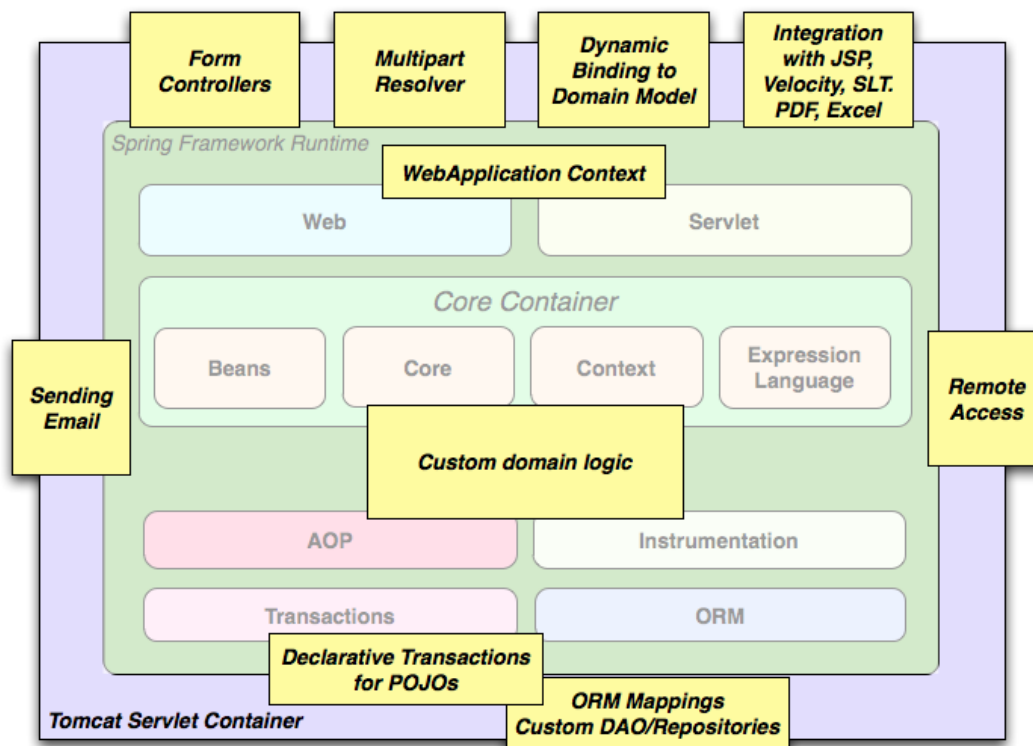 Form
Controllers
Multipart
Resolver
Dynamic
Binding to
Domain Model
Integration
with JSP,
Velocity, SLT.
PDF, Excel
Spring Framework Runtime
WebApplication Context
Web
Servlet
Core Container
Beans
Core
Context
Expression
Language
Sending
Email
Remote
Access
Custom domain logic
AOP
Instrumentation
Transactions
ORM
Declarative Transactions
for POJOs
ORM Mappings
Custom DAO/Repositories
Tomcat Servlet Container